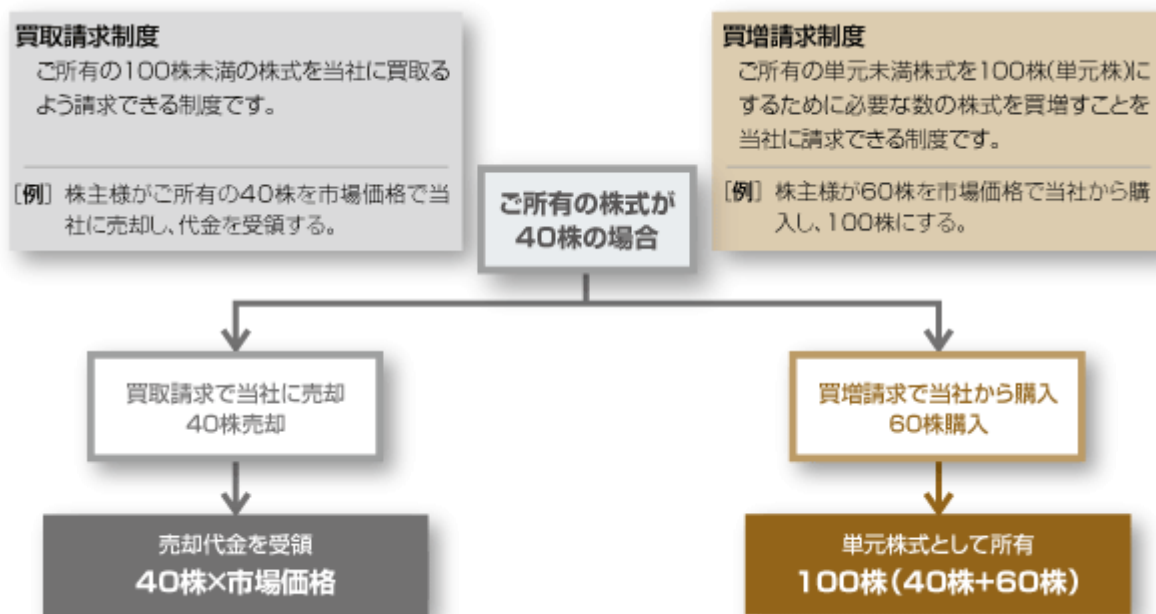 買取請求制度
ご所有の100株未満の株式を当社に買取る
よう請求できる制度です。
[例] 株主様がご所有の40株を市場価格で当
社に売却し、代金を受領する。
買増請求制度
ご所有の単元未満株式を100株(単元株)に
するために必要な数の株式を買増すことを
当社に請求できる制度です。
[例] 株主様が60株を市場価格で当社から購
入し、100株にする。
ご所有の株式が
40株の場合
買取請求で当社に売却
40株売却
買増請求で当社から購入
60株購入
売却代金を受領
40株×市場価格
単元株式として所有
100株(40株+60株)